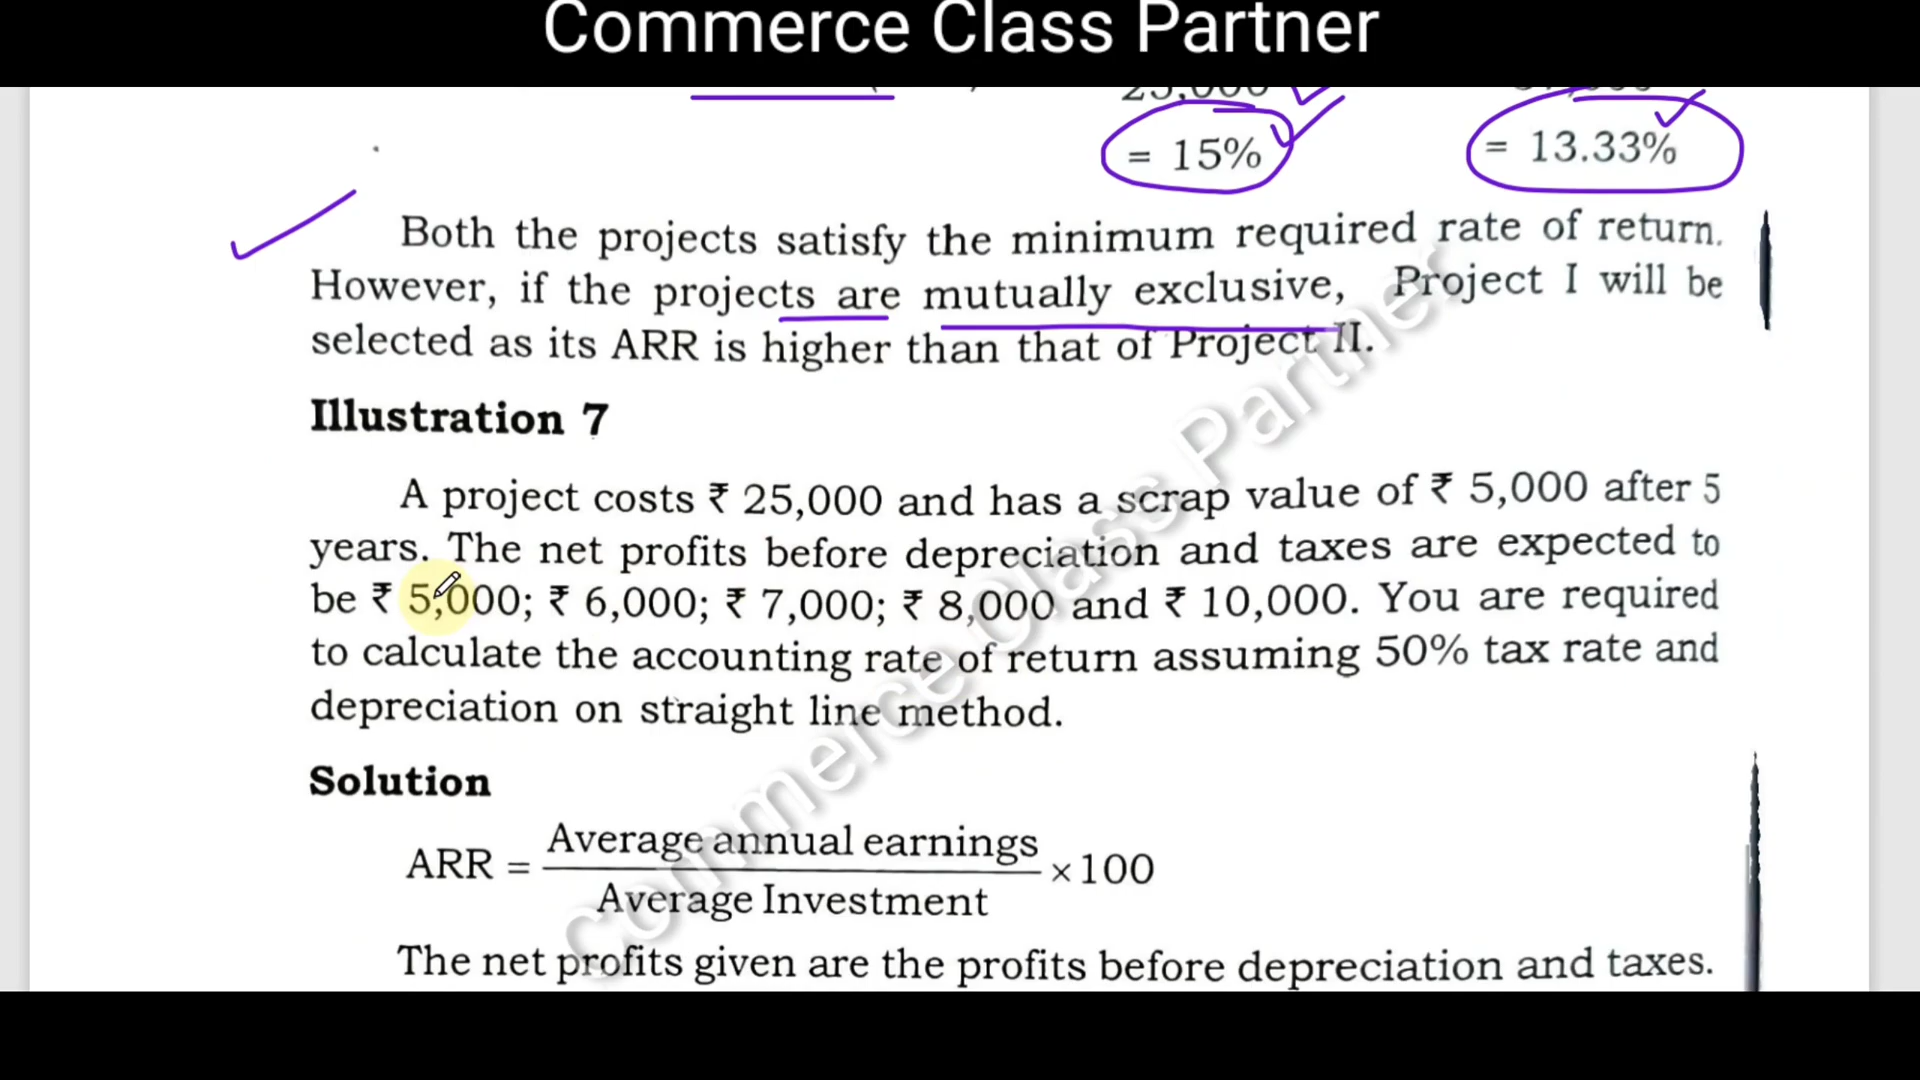 Commerce Class Partner
= 15%
= 13.33%
Both the projects satisfy the minimum required rate of return.
However, if the projects are mutually exclusive, Project I will be
selected as its ARR is higher than that of Project II.
Illustration 7
A project costs ₹ 25,000 and has a scrap value of ₹ 5,000 after 5
years. The net profits before depreciation and taxes are expected to
be ₹ 5,000; ₹ 6,000; ₹ 7,000; ₹ 8,000 and ₹ 10,000. You are required
to calculate the accounting rate of return assuming 50% tax rate and
depreciation on straight line method.
Solution
Average annual earnings
ARR = × 100
Average Investment
The net profits given are the profits before depreciation and taxes.
Commerce Class Partner